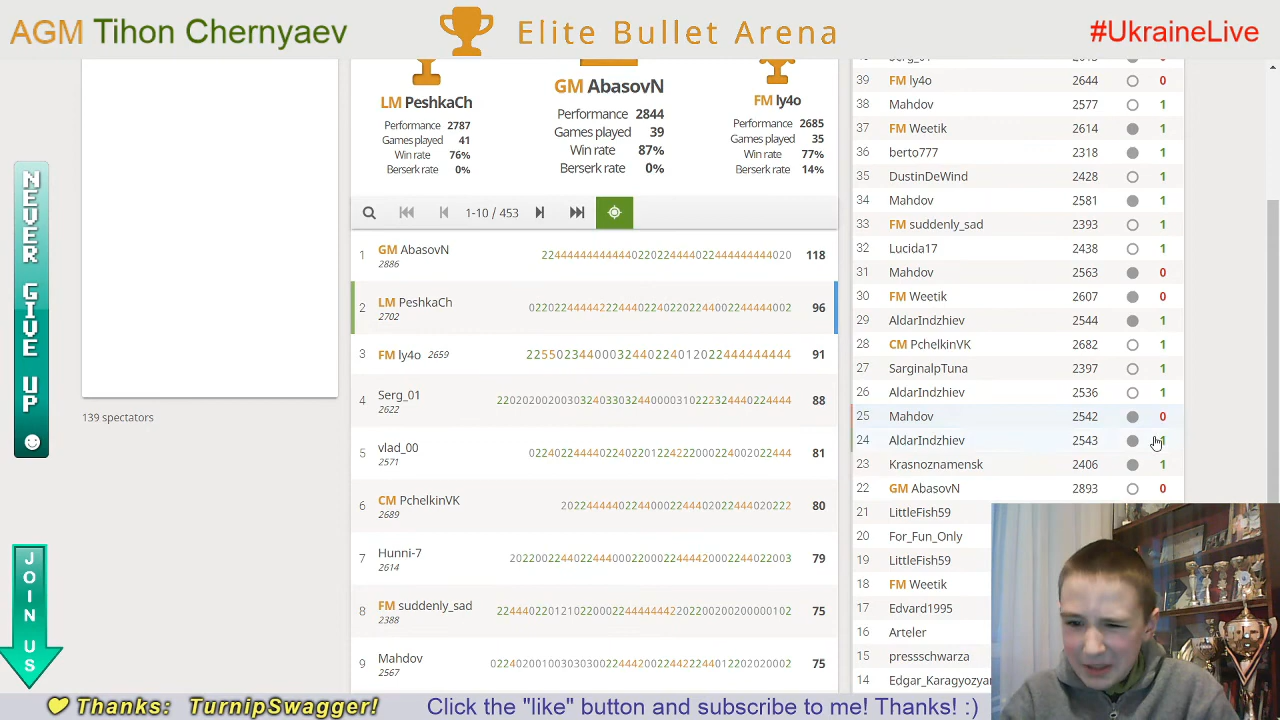 AGM Tihon Chernyaev
Elite Bullet Arena
#UkraineLive
NEVER GIVE UP
JOIN US
139 spectators
LM PeshkaCh
Performance 2787
Games played 41
Win rate 76%
Berserk rate 0%
GM AbasovN
Performance 2844
Games played 39
Win rate 87%
Berserk rate 0%
FM ly4o
Performance 2685
Games played 35
Win rate 77%
Berserk rate 14%
1-10 / 453
1 GM AbasovN 2886 118
2 LM PeshkaCh 2702 96
3 FM ly4o 2659 91
4 Serg_01 2622 88
5 vlad_00 2571 81
6 CM PchelkinVK 2689 80
7 Hunni-7 2614 79
8 FM suddenly_sad 2388 75
9 Mahdov 2567 75
39 FM ly4o 2644 0
38 Mahdov 2577 1
37 FM Weetik 2614 1
36 berto777 2318 1
35 DustinDeWind 2428 1
34 Mahdov 2581 1
33 FM suddenly_sad 2393 1
32 Lucida17 2438 1
31 Mahdov 2563 0
30 FM Weetik 2607 0
29 AldarIndzhiev 2544 1
28 CM PchelkinVK 2682 1
27 SarginalpTuna 2397 1
26 AldarIndzhiev 2536 1
25 Mahdov 2542 0
24 AldarIndzhiev 2543 1
23 Krasnoznamensk 2406 1
22 GM AbasovN 2893 0
21 LittleFish59
20 For_Fun_Only
19 LittleFish59
18 FM Weetik
17 Edvard1995
16 Arteler
15 pressschwarza
14
Thanks: TurnipSwagger!
Click the "like" button and subscribe to me! Thanks! :)